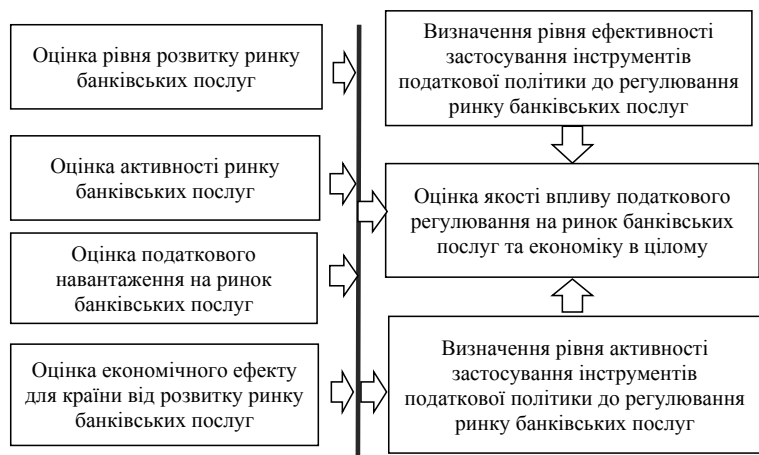 Оцінка рівня розвитку ринку
банківських послуг
Оцінка активності ринку
банківських послуг
Оцінка податкового
навантаження на ринок
банківських послуг
Оцінка економічного ефекту
для країни від розвитку ринку
банківських послуг
Визначення рівня ефективності
застосування інструментів
податкової політики до регулювання
ринку банківських послуг
Оцінка якості впливу податкового
регулювання на ринок банківських
послуг та економіку в цілому
Визначення рівня активності
застосування інструментів
податкової політики до регулювання
ринку банківських послуг